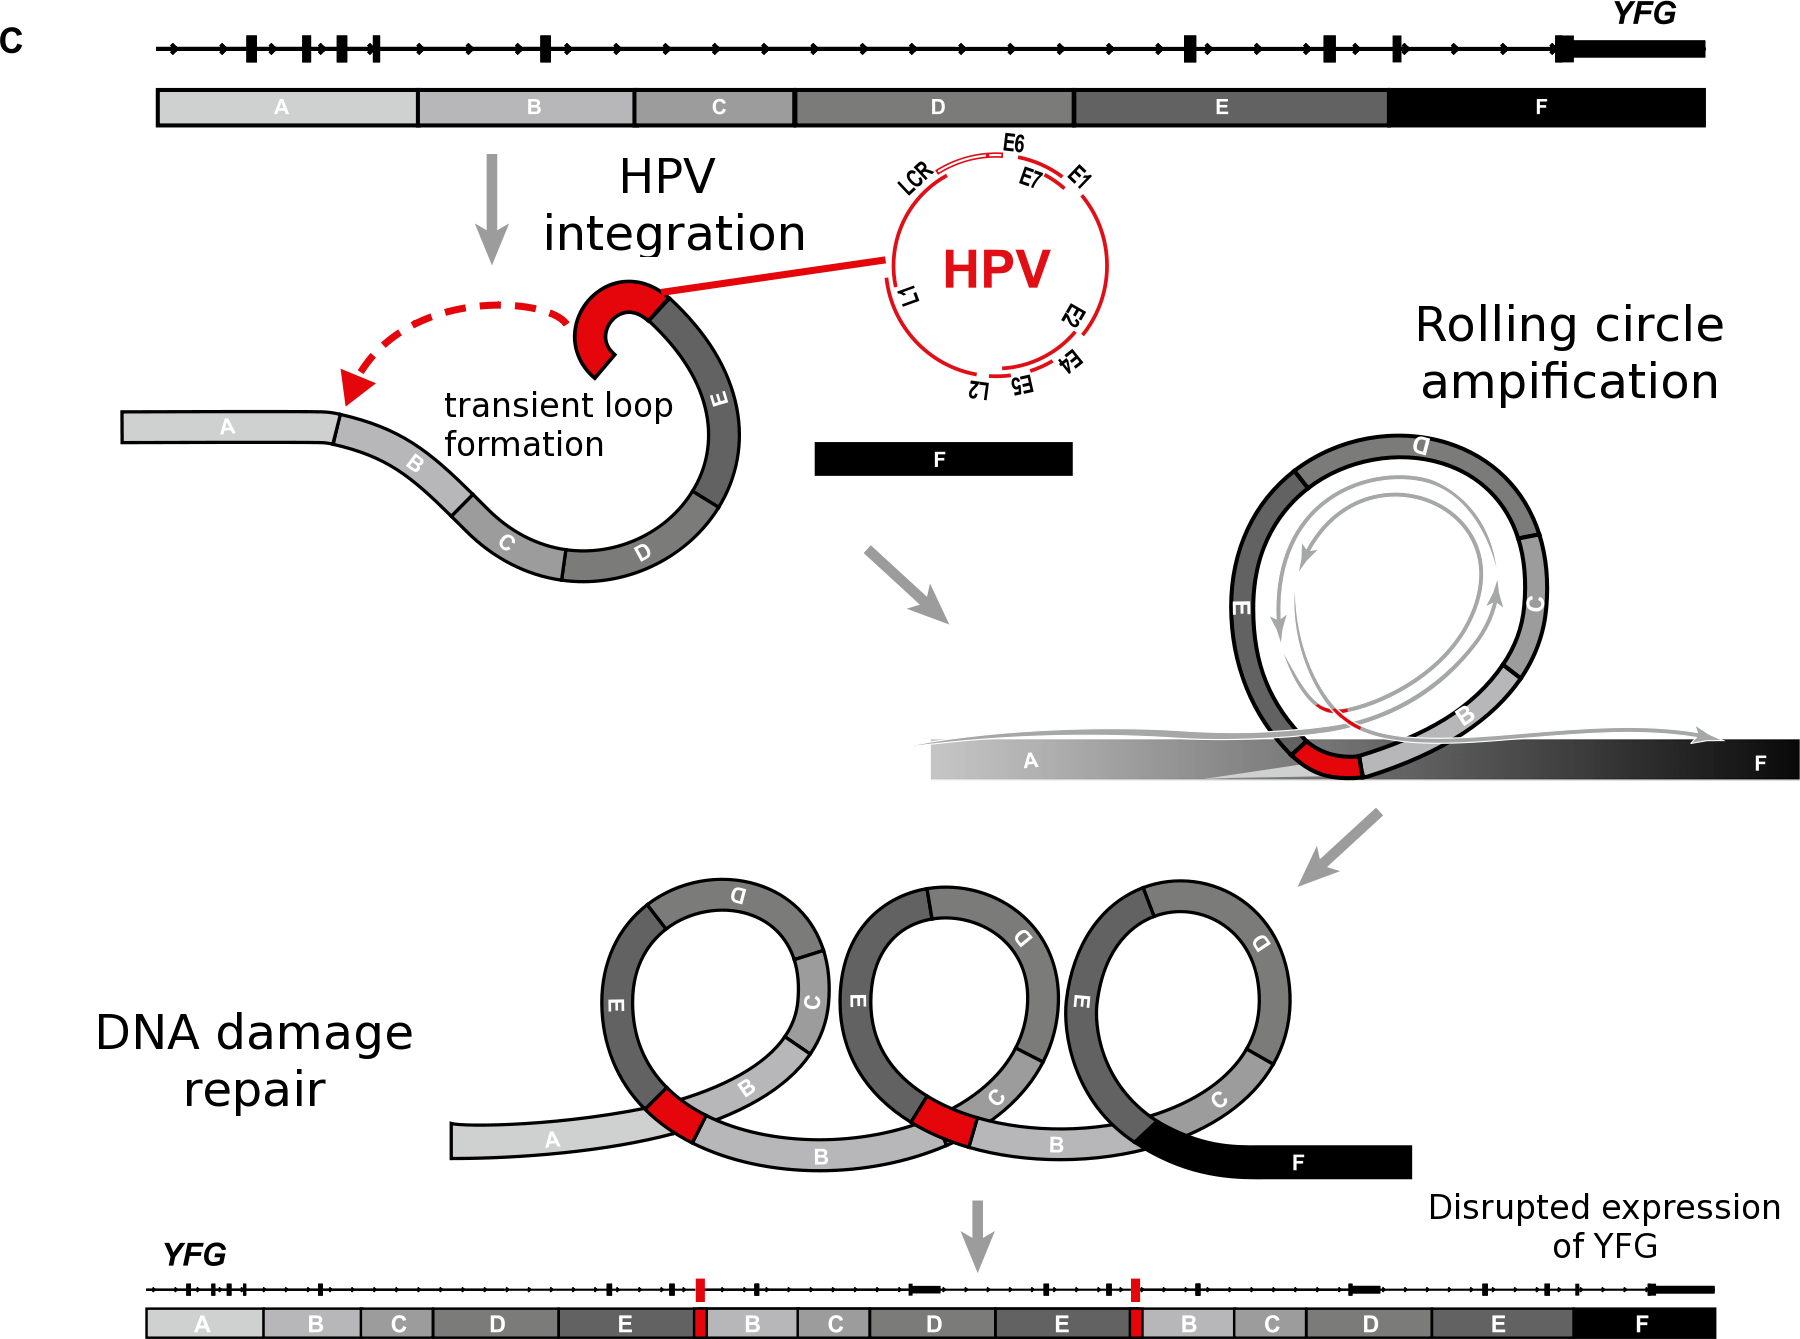 C
YFG
A B C D E F
HPV
integration
LCR
E6
E7
E1
HPV
L1
E2
E4
E5
L2
transient loop
formation
A
B
C
D
E
F
Rolling circle
ampification
D
E
C
B
A
F
DNA damage
repair
D
E
C
B
D
E
C
D
E
C
A
B
B
F
Disrupted expression
of YFG
YFG
A B C D E B C D E B C D E F